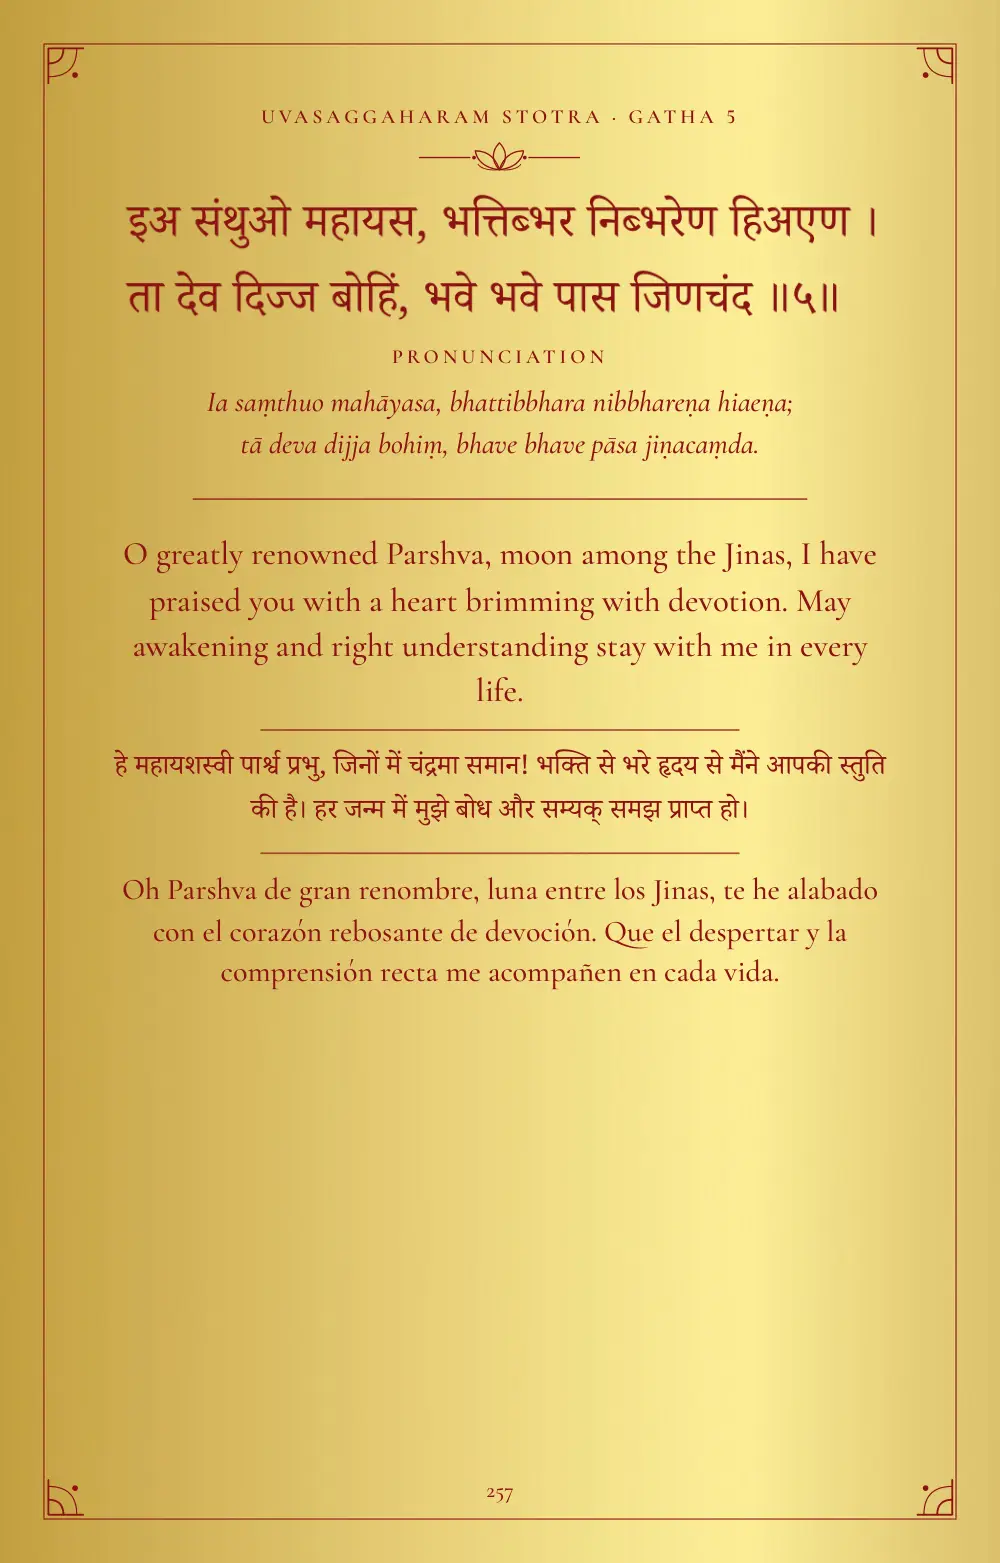 UVASAGGAHARAM STOTRA · GATHA 5
इअ संथुओ महायस, भत्तिब्भर निब्भरेण हिअएण ।
ता देव दिज्ज बोहिं, भवे भवे पास जिणचंद ॥५॥
PRONUNCIATION
Ia saṃthuo mahāyasa, bhattibbhara nibbhareṇa hiaeṇa;
tā deva dijja bohiṃ, bhave bhave pāsa jiṇacaṃda.
O greatly renowned Parshva, moon among the Jinas, I have
praised you with a heart brimming with devotion. May
awakening and right understanding stay with me in every
life.
हे महायशस्वी पार्श्व प्रभु, जिनों में चंद्रमा समान! भक्ति से भरे हृदय से मैंने आपकी स्तुति
की है। हर जन्म में मुझे बोध और सम्यक् समझ प्राप्त हो।
Oh Parshva de gran renombre, luna entre los Jinas, te he alabado
con el corazón rebosante de devoción. Que el despertar y la
comprensión recta me acompañen en cada vida.
257